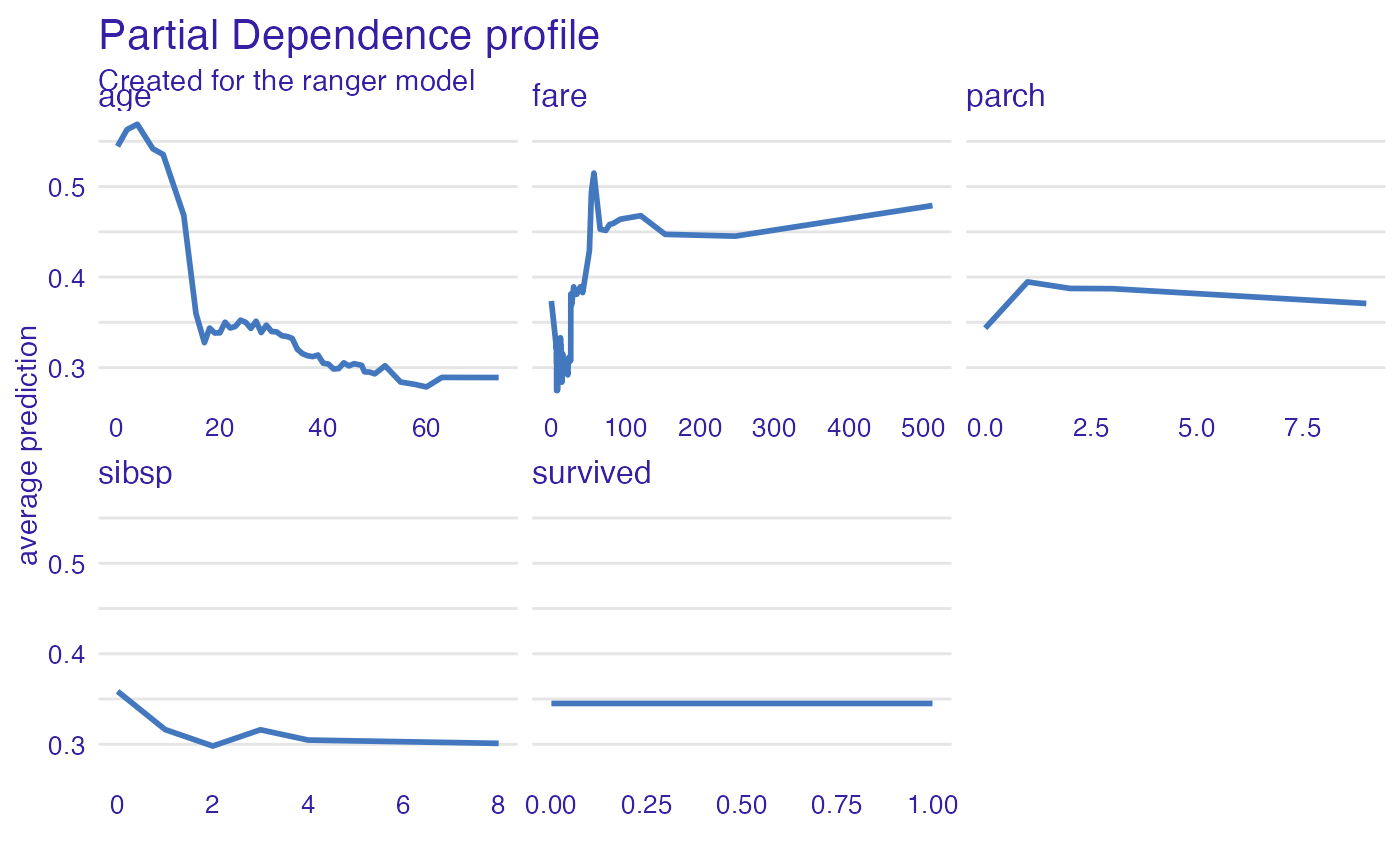 Partial Dependence profile
Created for the ranger model
age
fare
parch
0.5
0.4
0.3
0 20 40 60
0 100 200 300 400 500
0.0 2.5 5.0 7.5
average prediction
sibsp
survived
0.5
0.4
0.3
0 2 4 6 8
0.00 0.25 0.50 0.75 1.00